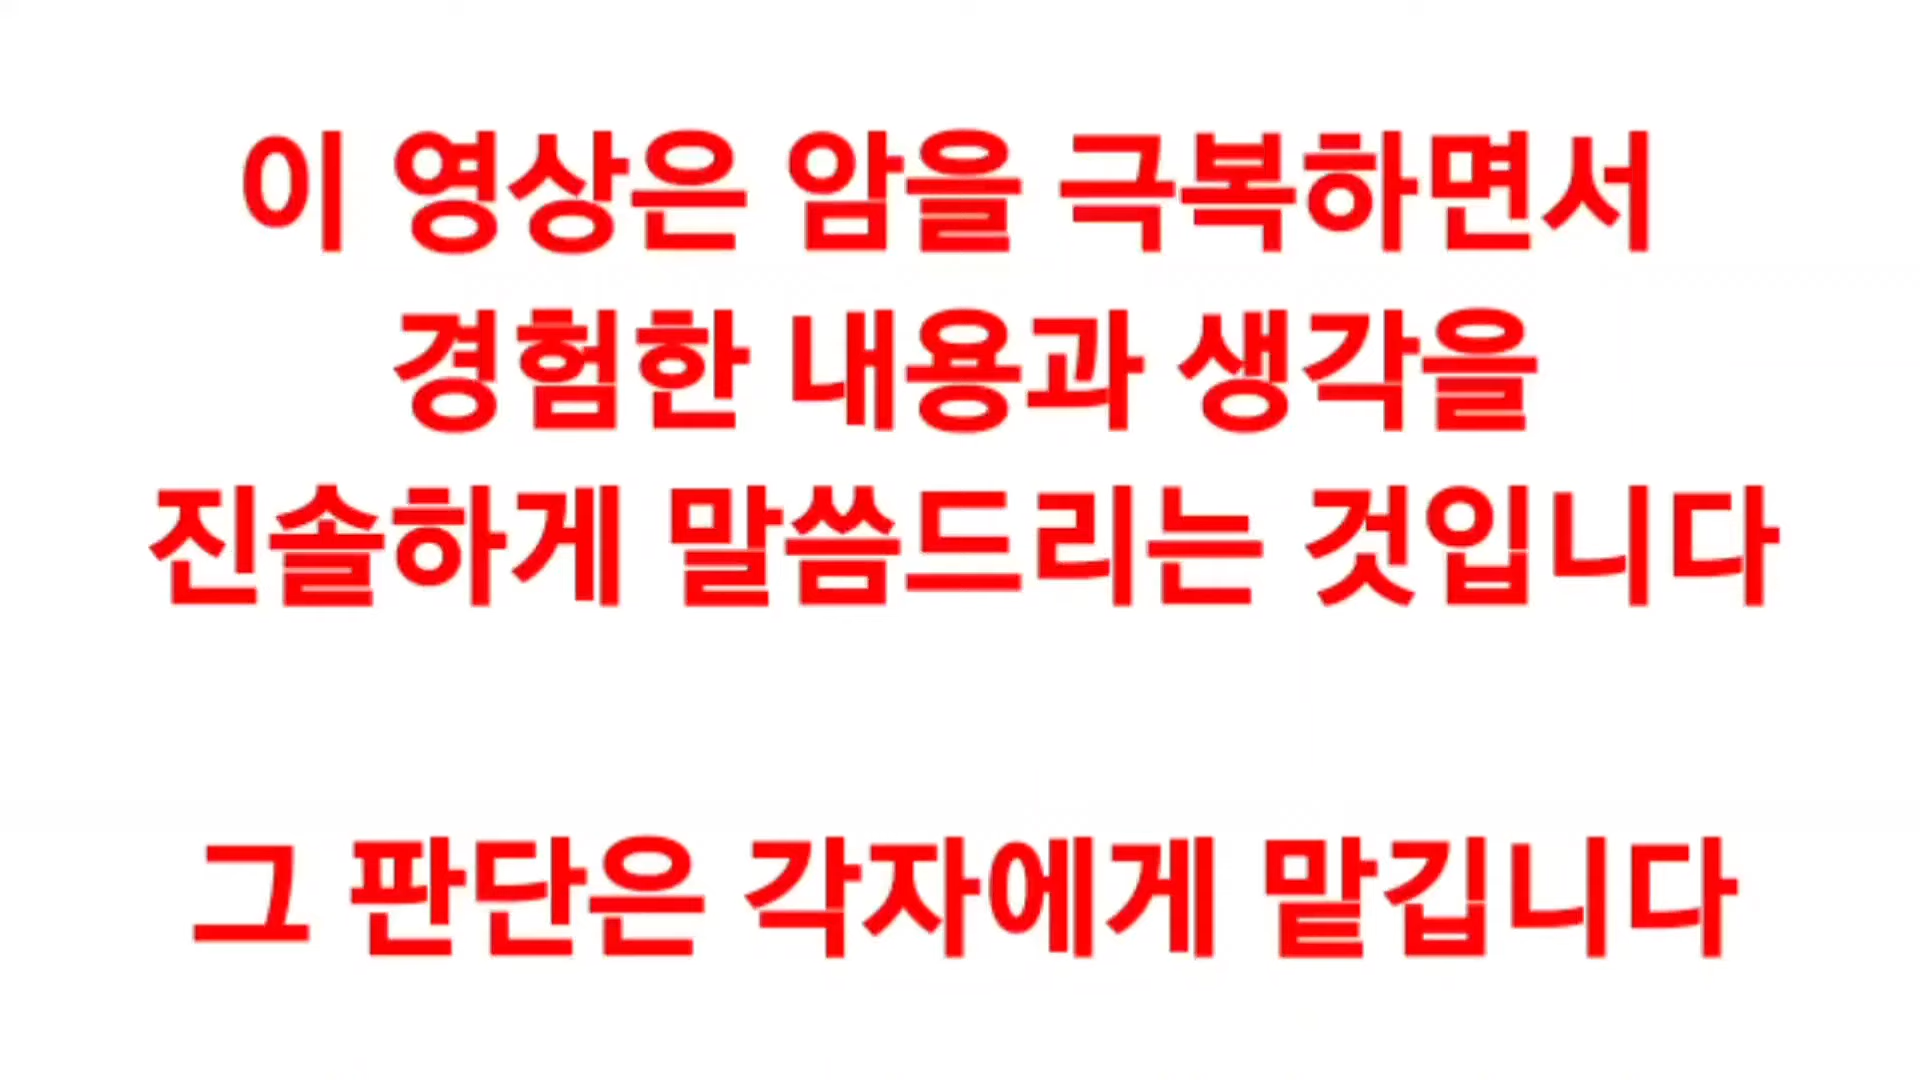 이 영상은 암을 극복하면서
경험한 내용과 생각을
진솔하게 말씀드리는 것입니다
그 판단은 각자에게 맡깁니다